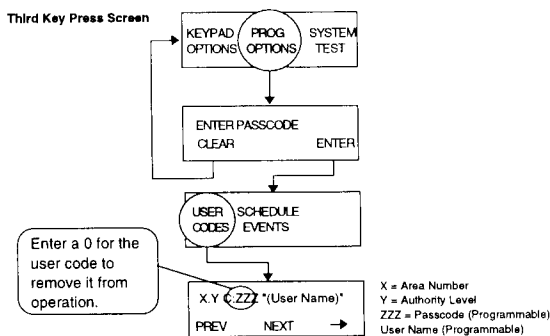 Third Key Press Screen
KEYPAD PROG SYSTEM
OPTIONS OPTIONS TEST
ENTER PASSCODE
CLEAR ENTER
USER SCHEDULE
CODES EVENTS
Enter a 0 for the
user code to
remove it from
operation.
X.Y C:ZZZ "(User Name)"
PREV NEXT →
X = Area Number
Y = Authority Level
ZZZ = Passcode (Programmable)
User Name (Programmable)